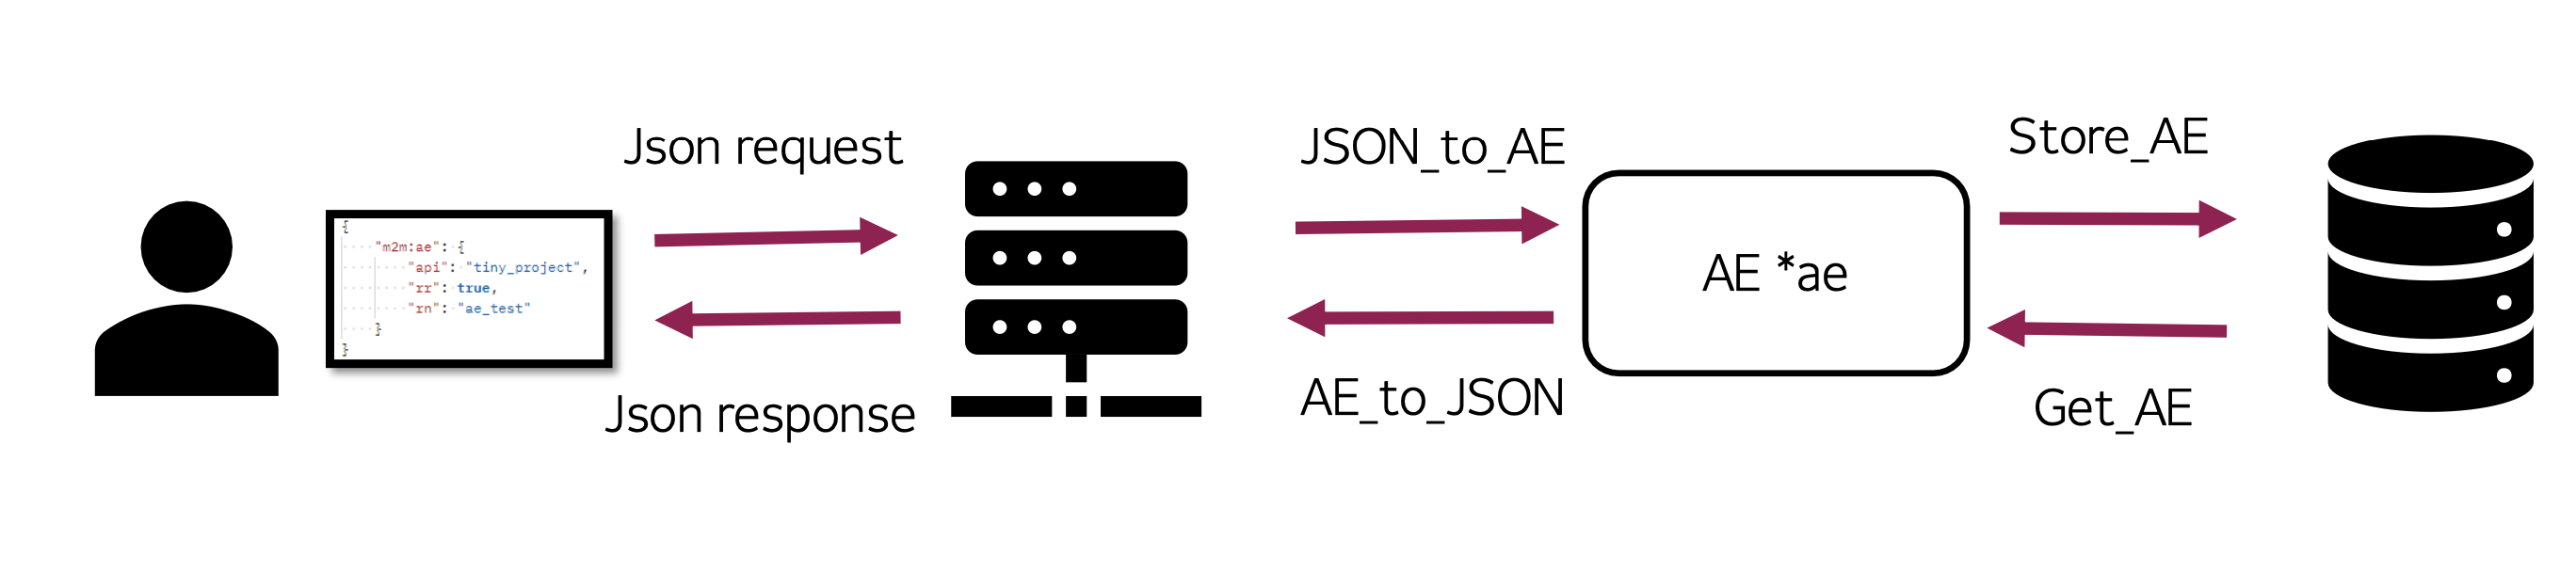 Json request
JSON_to_AE
Store_AE
{
"m2m:ae": {
"api": "tiny_project",
"rr": true,
"rn": "ae_test"
}
}
AE *ae
Json response
AE_to_JSON
Get_AE